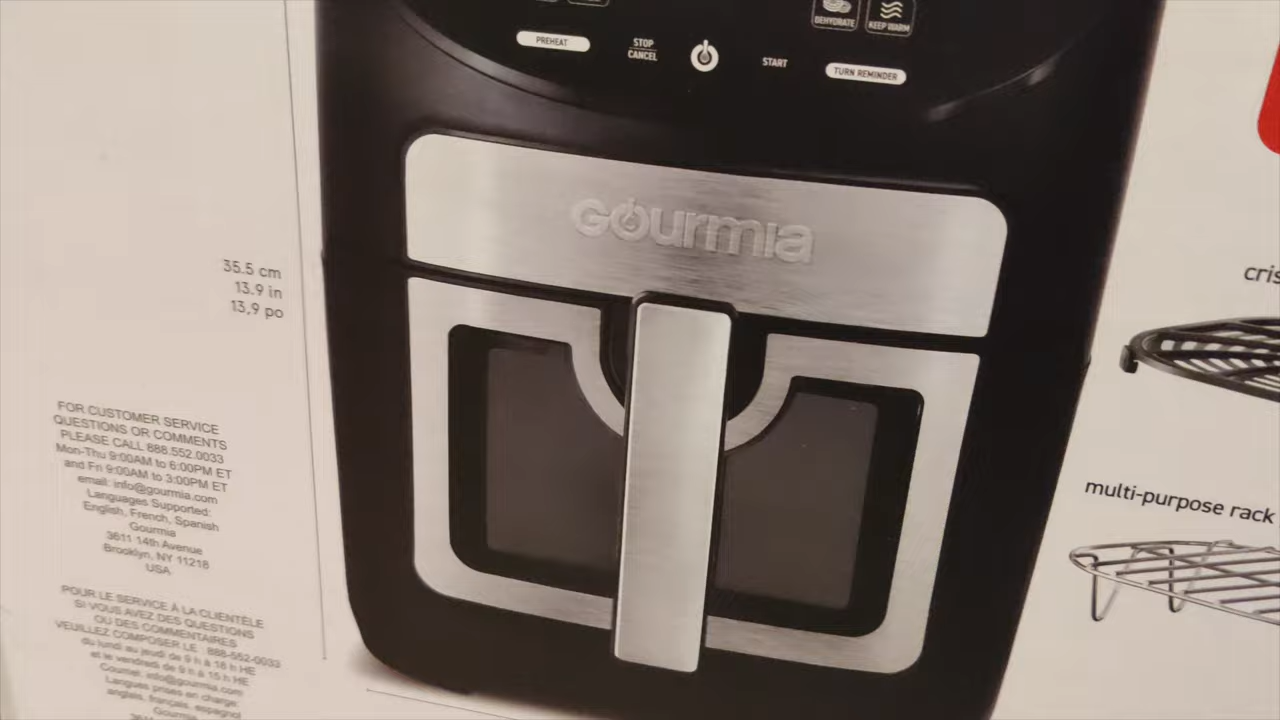 DEHYDRATE
KEEP WARM
PREHEAT
STOP
CANCEL
START
TURN REMINDER
Gourmia
35.5 cm
13.9 in
13,9 po
FOR CUSTOMER SERVICE
QUESTIONS OR COMMENTS
PLEASE CALL 888.552.0033
Mon-Thu 9:00AM to 6:00PM ET
and Fri 9:00AM to 3:00PM ET
email: info@gourmia.com
Languages Supported:
English, French, Spanish
Gourmia
3611 14th Avenue
Brooklyn, NY 11218
USA
POUR LE SERVICE À LA CLIENTÈLE
SI VOUS AVEZ DES QUESTIONS
OU DES COMMENTAIRES
VEUILLEZ COMPOSER LE : 888-552-0033
du lundi au jeudi de 9 h à 18 h HE
et le vendredi de 9 h à 15 h HE
Courriel: info@gourmia.com
Langues prises en charge:
anglais, français, espagnol
Gourmia
cris
multi-purpose rack